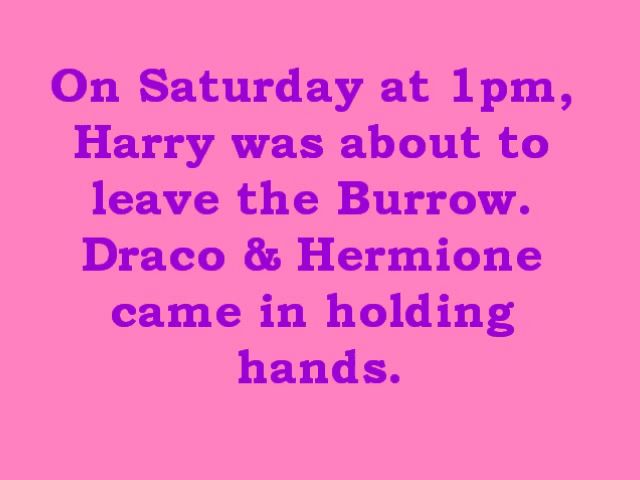 On Saturday at 1pm,
Harry was about to
leave the Burrow.
Draco & Hermione
came in holding
hands.